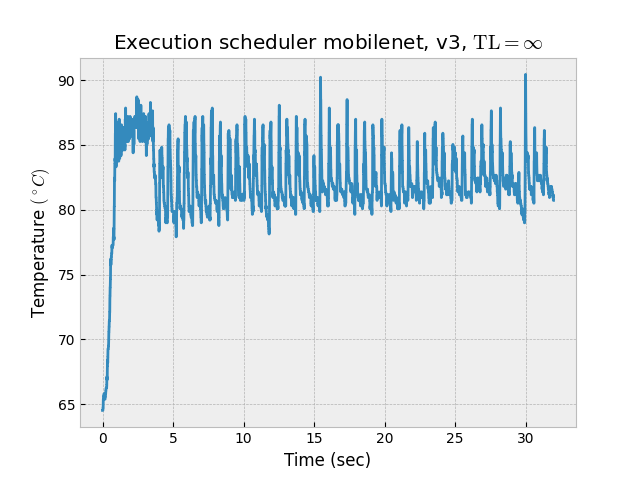 Execution scheduler mobilenet, v3, TL = ∞
90
85
80
75
70
65
Temperature (°C)
0 5 10 15 20 25 30
Time (sec)